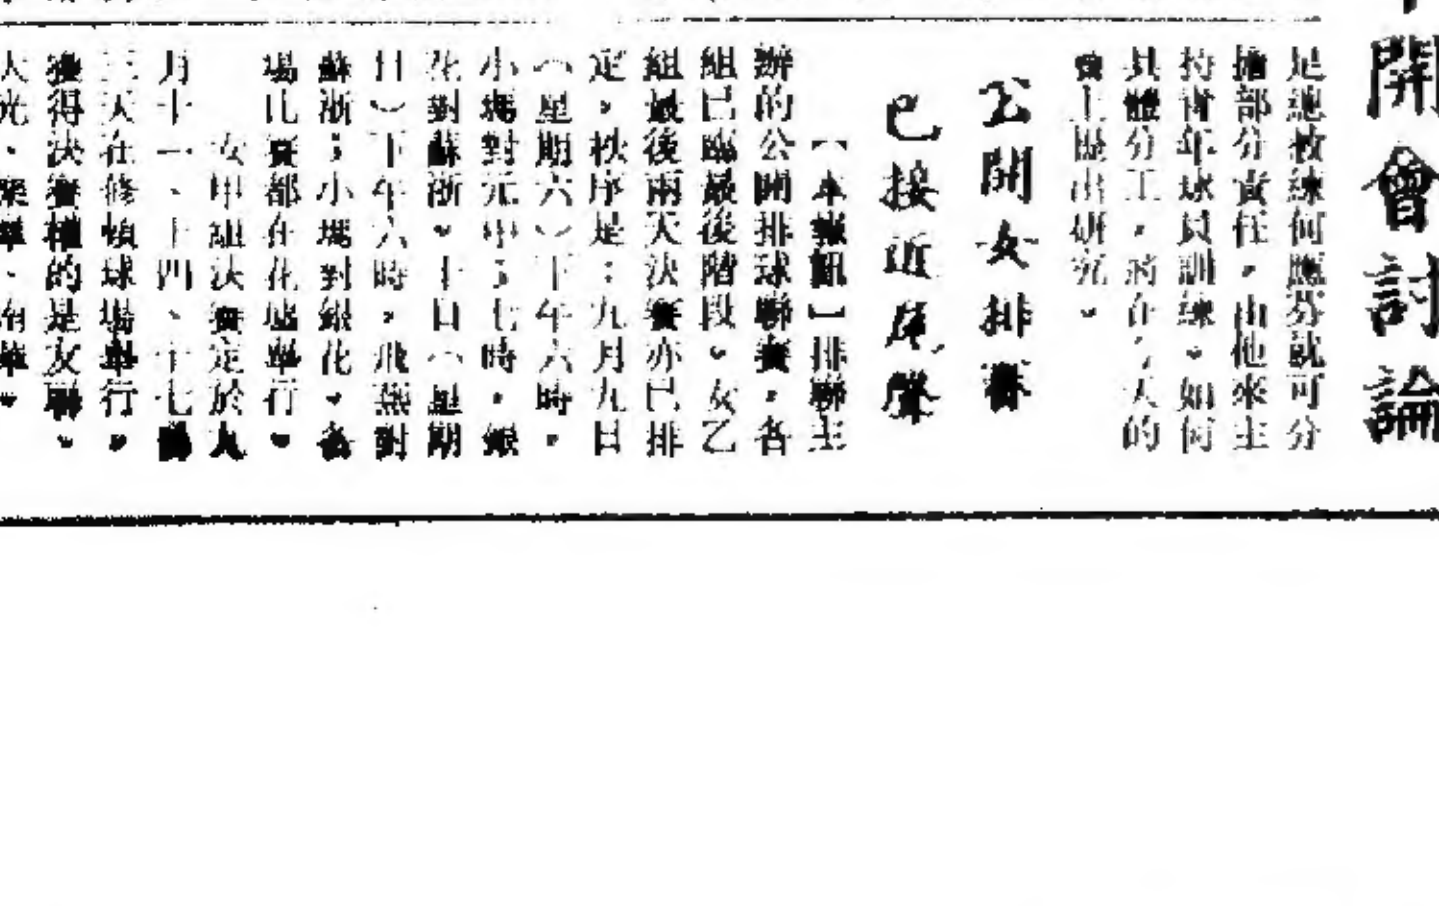 開會討論
是總教練何應芬就可分
擔部分責任,由他來主
持青年球員訓練。如何
具體分工,將在今天的
會上提出研究。
公開女排賽
已接近尾聲
【本報訊】排聯主
辦的公開排球聯賽,各
組已臨最後階段。女乙
組最後兩天決賽亦已排
定,秩序是:九月九日
(星期六)下午六時,
小馮對元中;七時,銀
花對蘇浙。十日(星期
日)下午六時,飛燕對
蘇浙;小馮對銀花。各
場比賽都在花墟舉行。
女甲組決賽定於
月十一、十四、十七
三天在修頓球場舉行。
獲得決賽權的是友聯、
大光、南華。